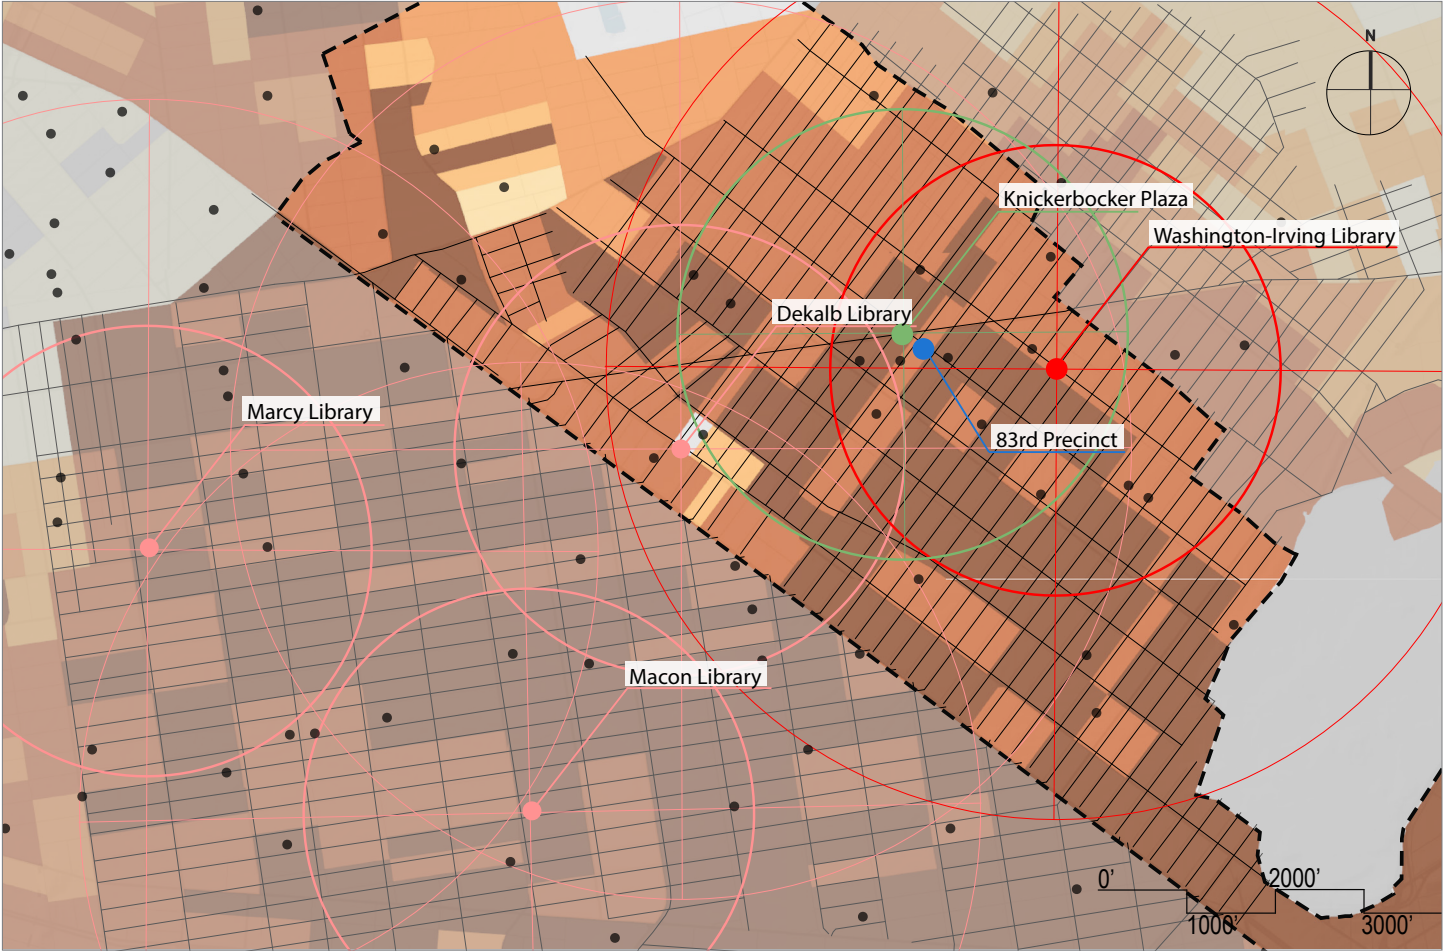 N
Knickerbocker Plaza
Washington-Irving Library
Dekalb Library
Marcy Library
83rd Precinct
Macon Library
0'
2000'
1000'
3000'